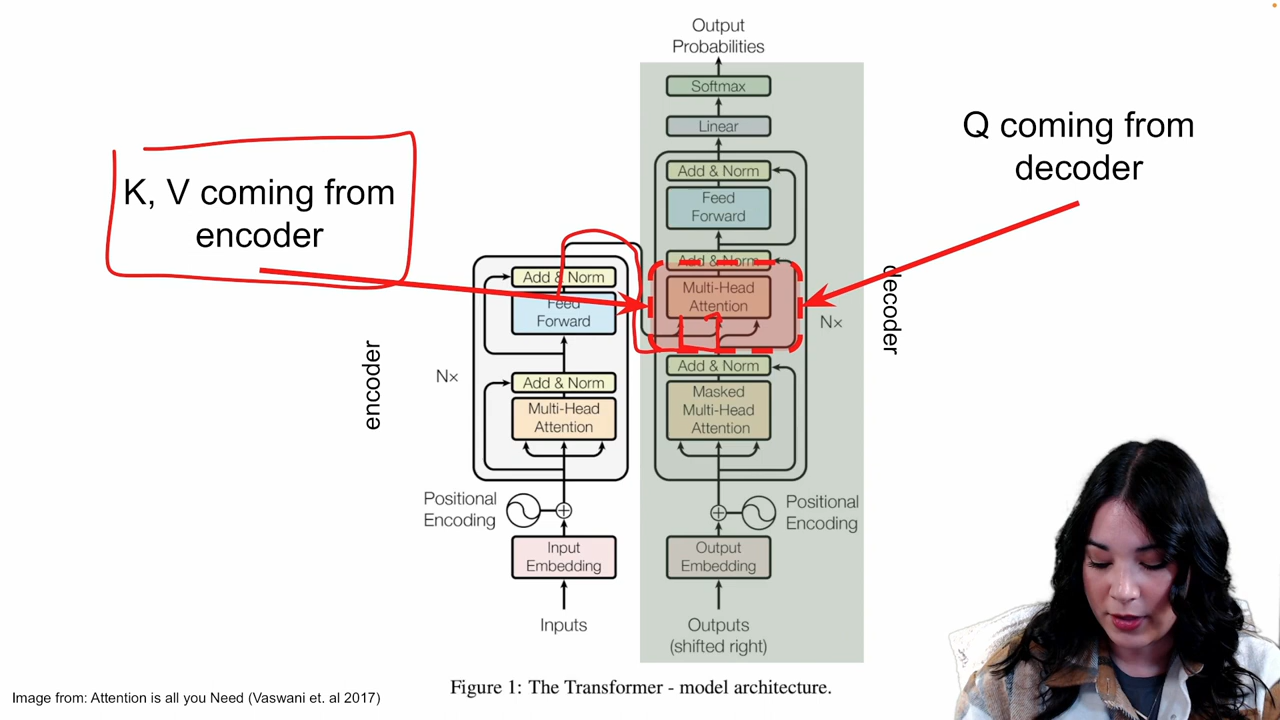 Output
Probabilities
Softmax
Linear
Add & Norm
Feed
Forward
Add & Norm
Multi-Head
Attention
Nx
decoder
Add & Norm
Masked
Multi-Head
Attention
Positional
Encoding
Output
Embedding
Outputs
(shifted right)
Q coming from
decoder
K, V coming from
encoder
Add & Norm
Feed
Forward
encoder
Nx
Add & Norm
Multi-Head
Attention
Positional
Encoding
Input
Embedding
Inputs
Figure 1: The Transformer - model architecture.
Image from: Attention is all you Need (Vaswani et. al 2017)